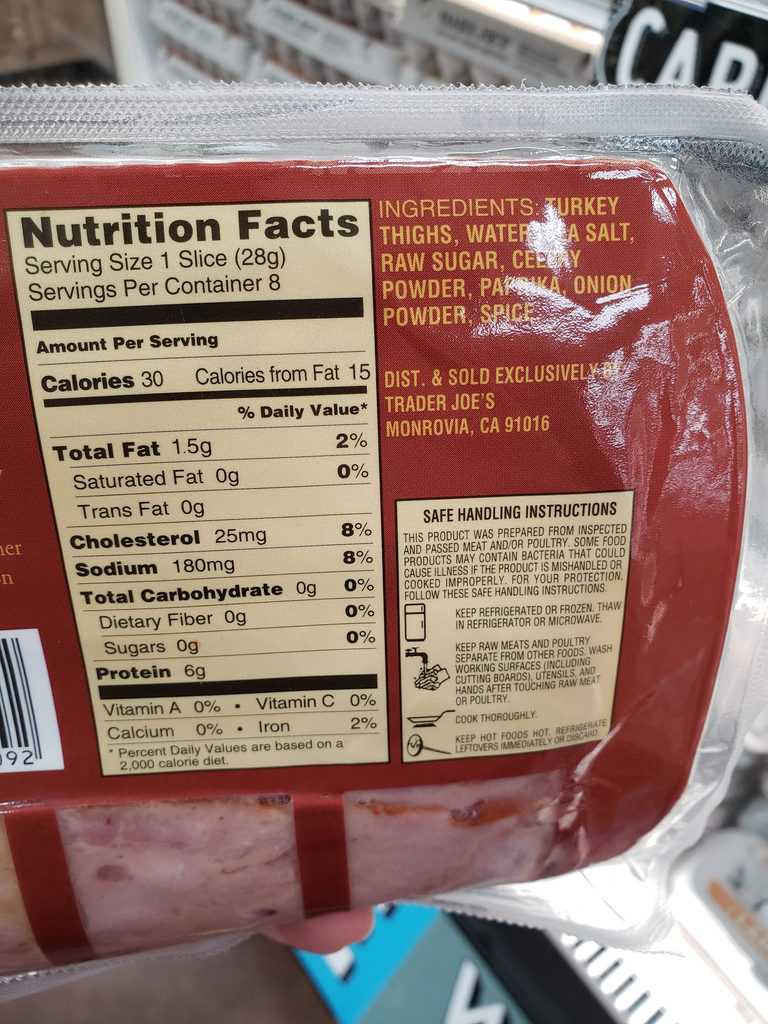 CAR
Nutrition Facts
Serving Size 1 Slice (28g)
Servings Per Container 8
Amount Per Serving
Calories 30 Calories from Fat 15
% Daily Value*
Total Fat 1.5g 2%
Saturated Fat 0g 0%
Trans Fat 0g
Cholesterol 25mg 8%
Sodium 180mg 8%
Total Carbohydrate 0g 0%
Dietary Fiber 0g 0%
Sugars 0g 0%
Protein 6g
Vitamin A 0% • Vitamin C 0%
Calcium 0% • Iron 2%
* Percent Daily Values are based on a
2,000 calorie diet.
INGREDIENTS: TURKEY
THIGHS, WATER, SEA SALT,
RAW SUGAR, CELERY
POWDER, PAPRIKA, ONION
POWDER, SPICE
DIST. & SOLD EXCLUSIVELY BY
TRADER JOE'S
MONROVIA, CA 91016
SAFE HANDLING INSTRUCTIONS
THIS PRODUCT WAS PREPARED FROM INSPECTED
AND PASSED MEAT AND/OR POULTRY. SOME FOOD
PRODUCTS MAY CONTAIN BACTERIA THAT COULD
CAUSE ILLNESS IF THE PRODUCT IS MISHANDLED OR
COOKED IMPROPERLY. FOR YOUR PROTECTION,
FOLLOW THESE SAFE HANDLING INSTRUCTIONS.
KEEP REFRIGERATED OR FROZEN. THAW
IN REFRIGERATOR OR MICROWAVE.
KEEP RAW MEATS AND POULTRY
SEPARATE FROM OTHER FOODS. WASH
WORKING SURFACES (INCLUDING
CUTTING BOARDS), UTENSILS, AND
HANDS AFTER TOUCHING RAW MEAT
OR POULTRY.
COOK THOROUGHLY.
KEEP HOT FOODS HOT. REFRIGERATE
LEFTOVERS IMMEDIATELY OR DISCARD.
92